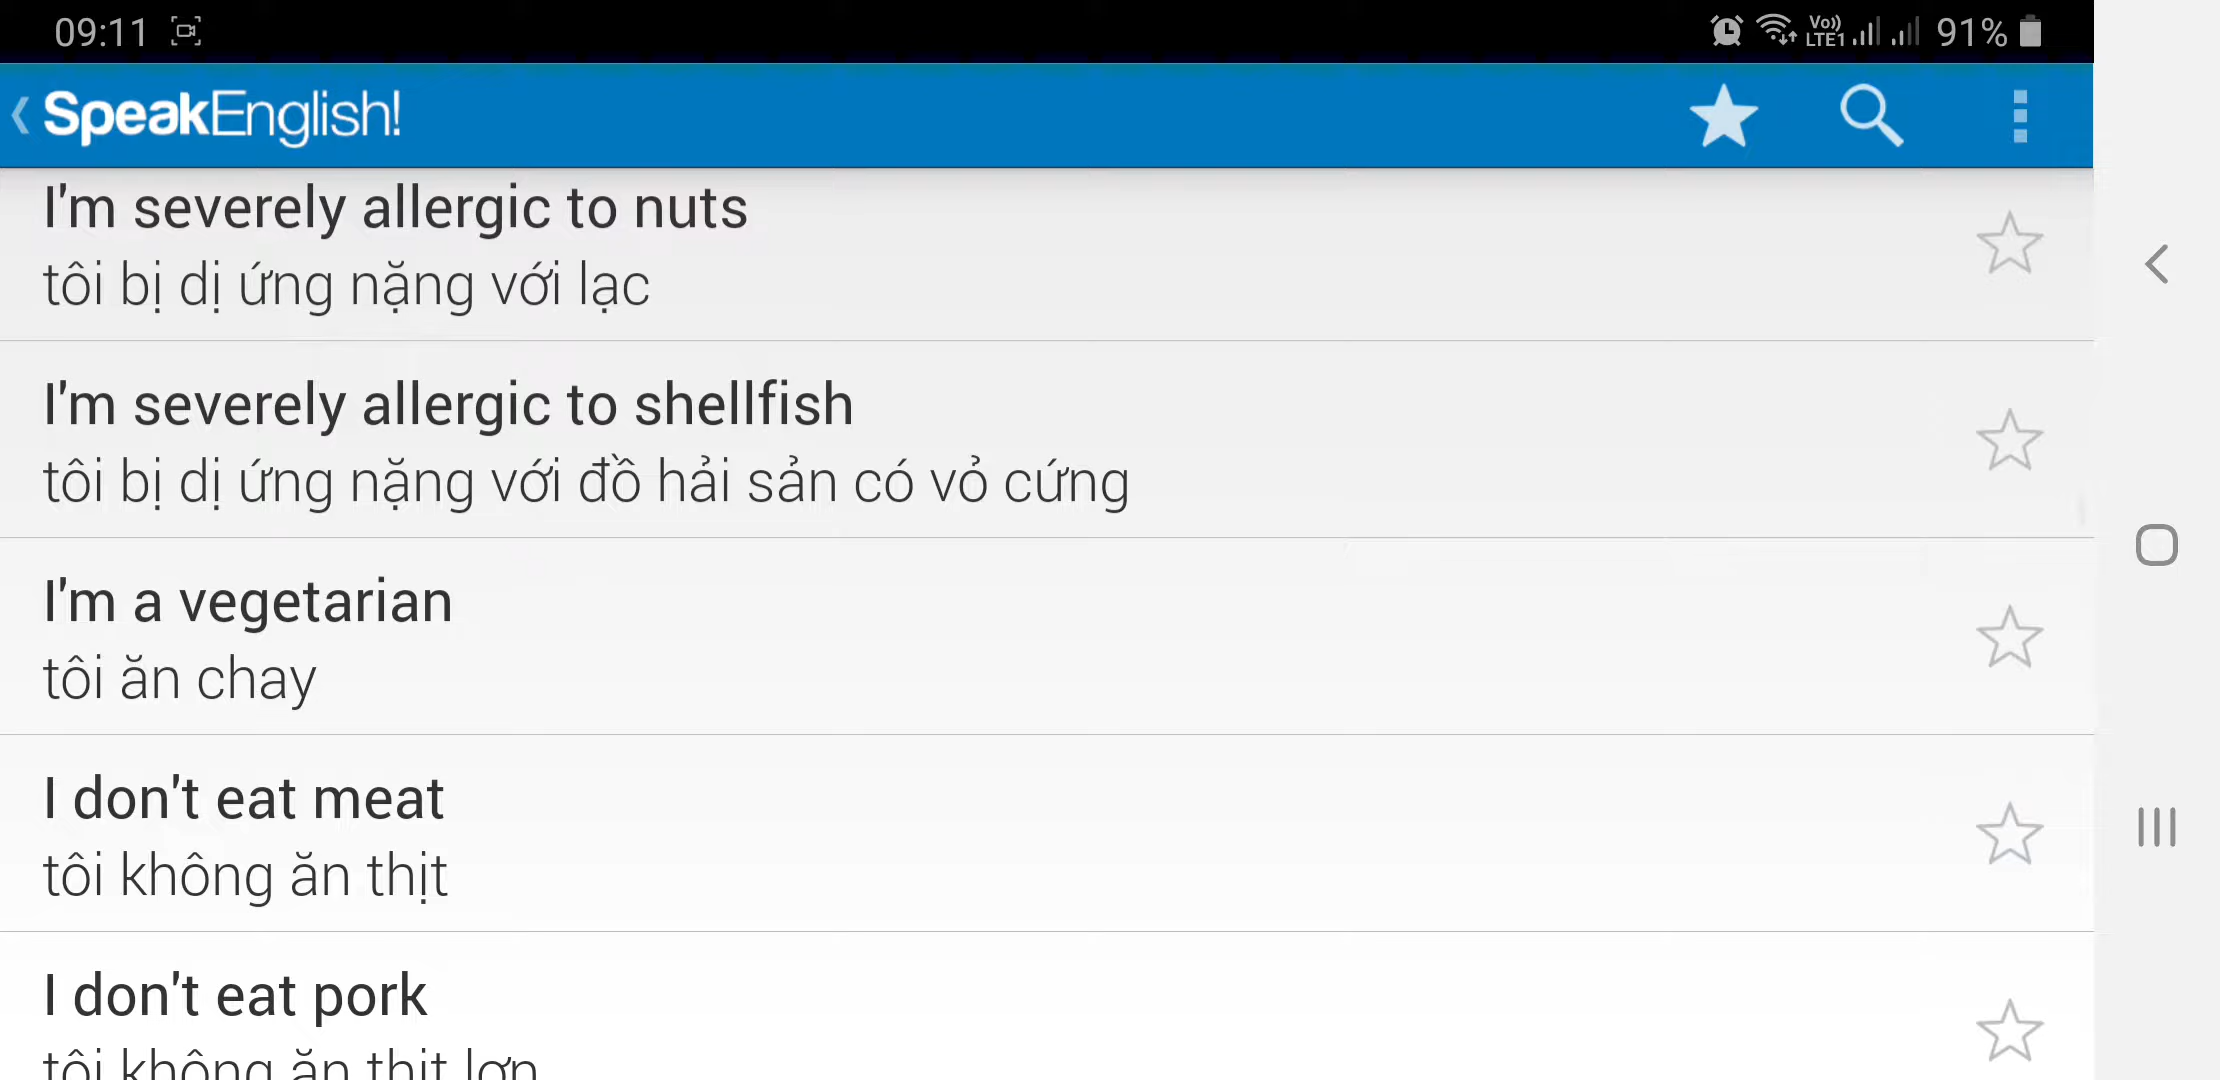 09:11
Vo)) LTE1 91%
SpeakEnglish!
I'm severely allergic to nuts
tôi bị dị ứng nặng với lạc
I'm severely allergic to shellfish
tôi bị dị ứng nặng với đồ hải sản có vỏ cứng
I'm a vegetarian
tôi ăn chay
I don't eat meat
tôi không ăn thịt
I don't eat pork
tôi không ăn thịt lợn